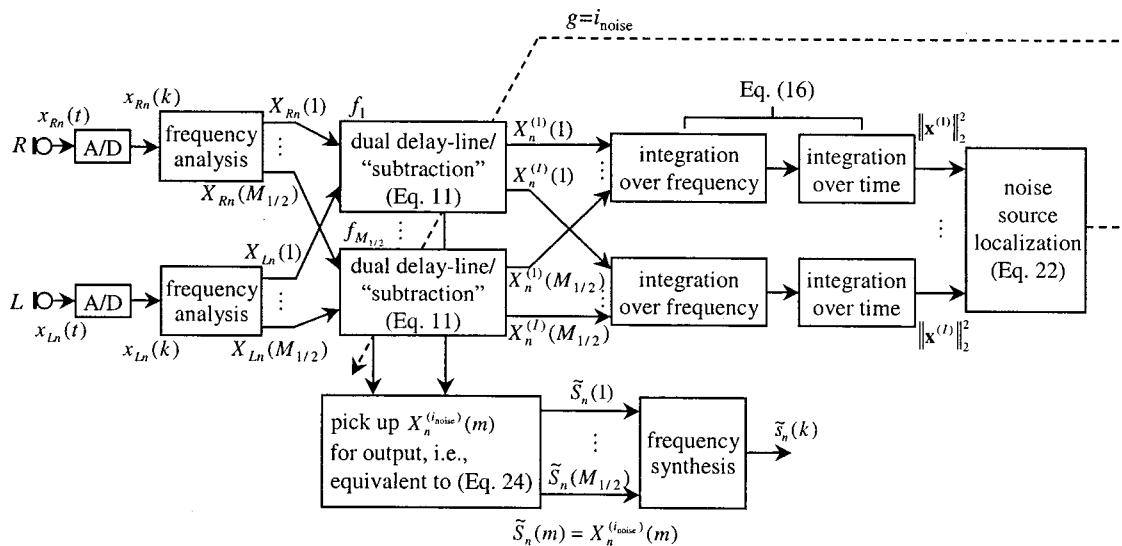 g=i_noise
Eq. (16)
x_Rn(t)
x_Rn(k)
X_Rn(1)
f_1
X_n^(1)(1)
‖x^(1)‖_2^2
R
A/D
frequency
analysis
⋮
X_Rn(M_1/2)
dual delay-line/
"subtraction"
(Eq. 11)
X_n^(I)(1)
⋮
integration
over frequency
integration
over time
noise
source
localization
(Eq. 22)
⋮
X_Ln(1)
f_M_1/2
⋮
L
A/D
x_Ln(t)
frequency
analysis
x_Ln(k)
⋮
X_Ln(M_1/2)
dual delay-line/
"subtraction"
(Eq. 11)
X_n^(1)(M_1/2)
⋮
X_n^(I)(M_1/2)
integration
over frequency
integration
over time
‖x^(I)‖_2^2
pick up X_n^(i_noise)(m)
for output, i.e.,
equivalent to (Eq. 24)
S̃_n(1)
⋮
S̃_n(M_1/2)
frequency
synthesis
s̃_n(k)
S̃_n(m) = X_n^(i_noise)(m)